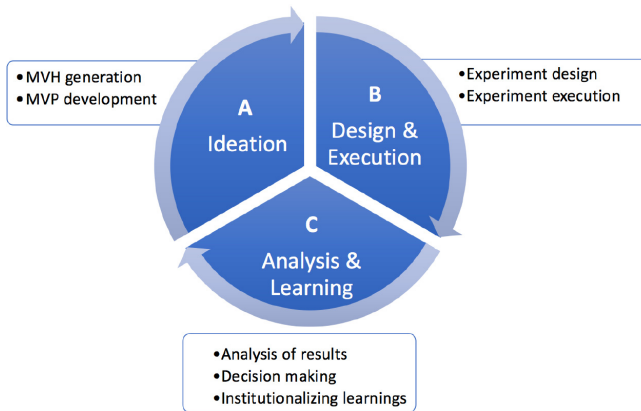 •MVH generation
•MVP development
A
Ideation
B
Design &
Execution
•Experiment design
•Experiment execution
C
Analysis &
Learning
•Analysis of results
•Decision making
•Institutionalizing learnings